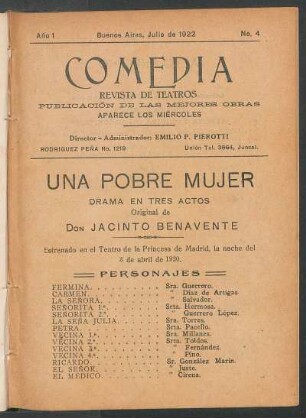 Año 1 Buenos Aires, Julio de 1922 No. 4
COMEDIA
REVISTA DE TEATROS
PUBLICACIÓN DE LAS MEJORES OBRAS
APARECE LOS MIÉRCOLES
Director - Administrador: EMILIO P. PIEROTTI
RODRIGUEZ PEÑA No. 1219 Unión Tel. 3964, Juncal.
UNA POBRE MUJER
DRAMA EN TRES ACTOS
Original de
DON JACINTO BENAVENTE
Estrenado en el Teatro de la Princesa de Madrid, la noche del
de abril de 1920.
PERSONAJES
FERMINA. Sra. Guerrero.
CARMEN. " Díaz de Artigas.
LA SEÑORA. " Salvador.
SEÑORITA 1ª. Srta. Hermosa.
SEÑORITA 2ª. " Guerrero López.
LA SEÑA JULIA. Sra. Torres.
PETRA. Srta. Pacello.
VECINA 1ª. Sra. Millanes.
VECINA 2ª. Srta. Toldos.
VECINA 3ª. " Fernández.
VECINA 4ª. " Pino.
RICARDO. Sr. González Marín.
EL SEÑOR. " Juste.
EL MEDICO. " Cirena.